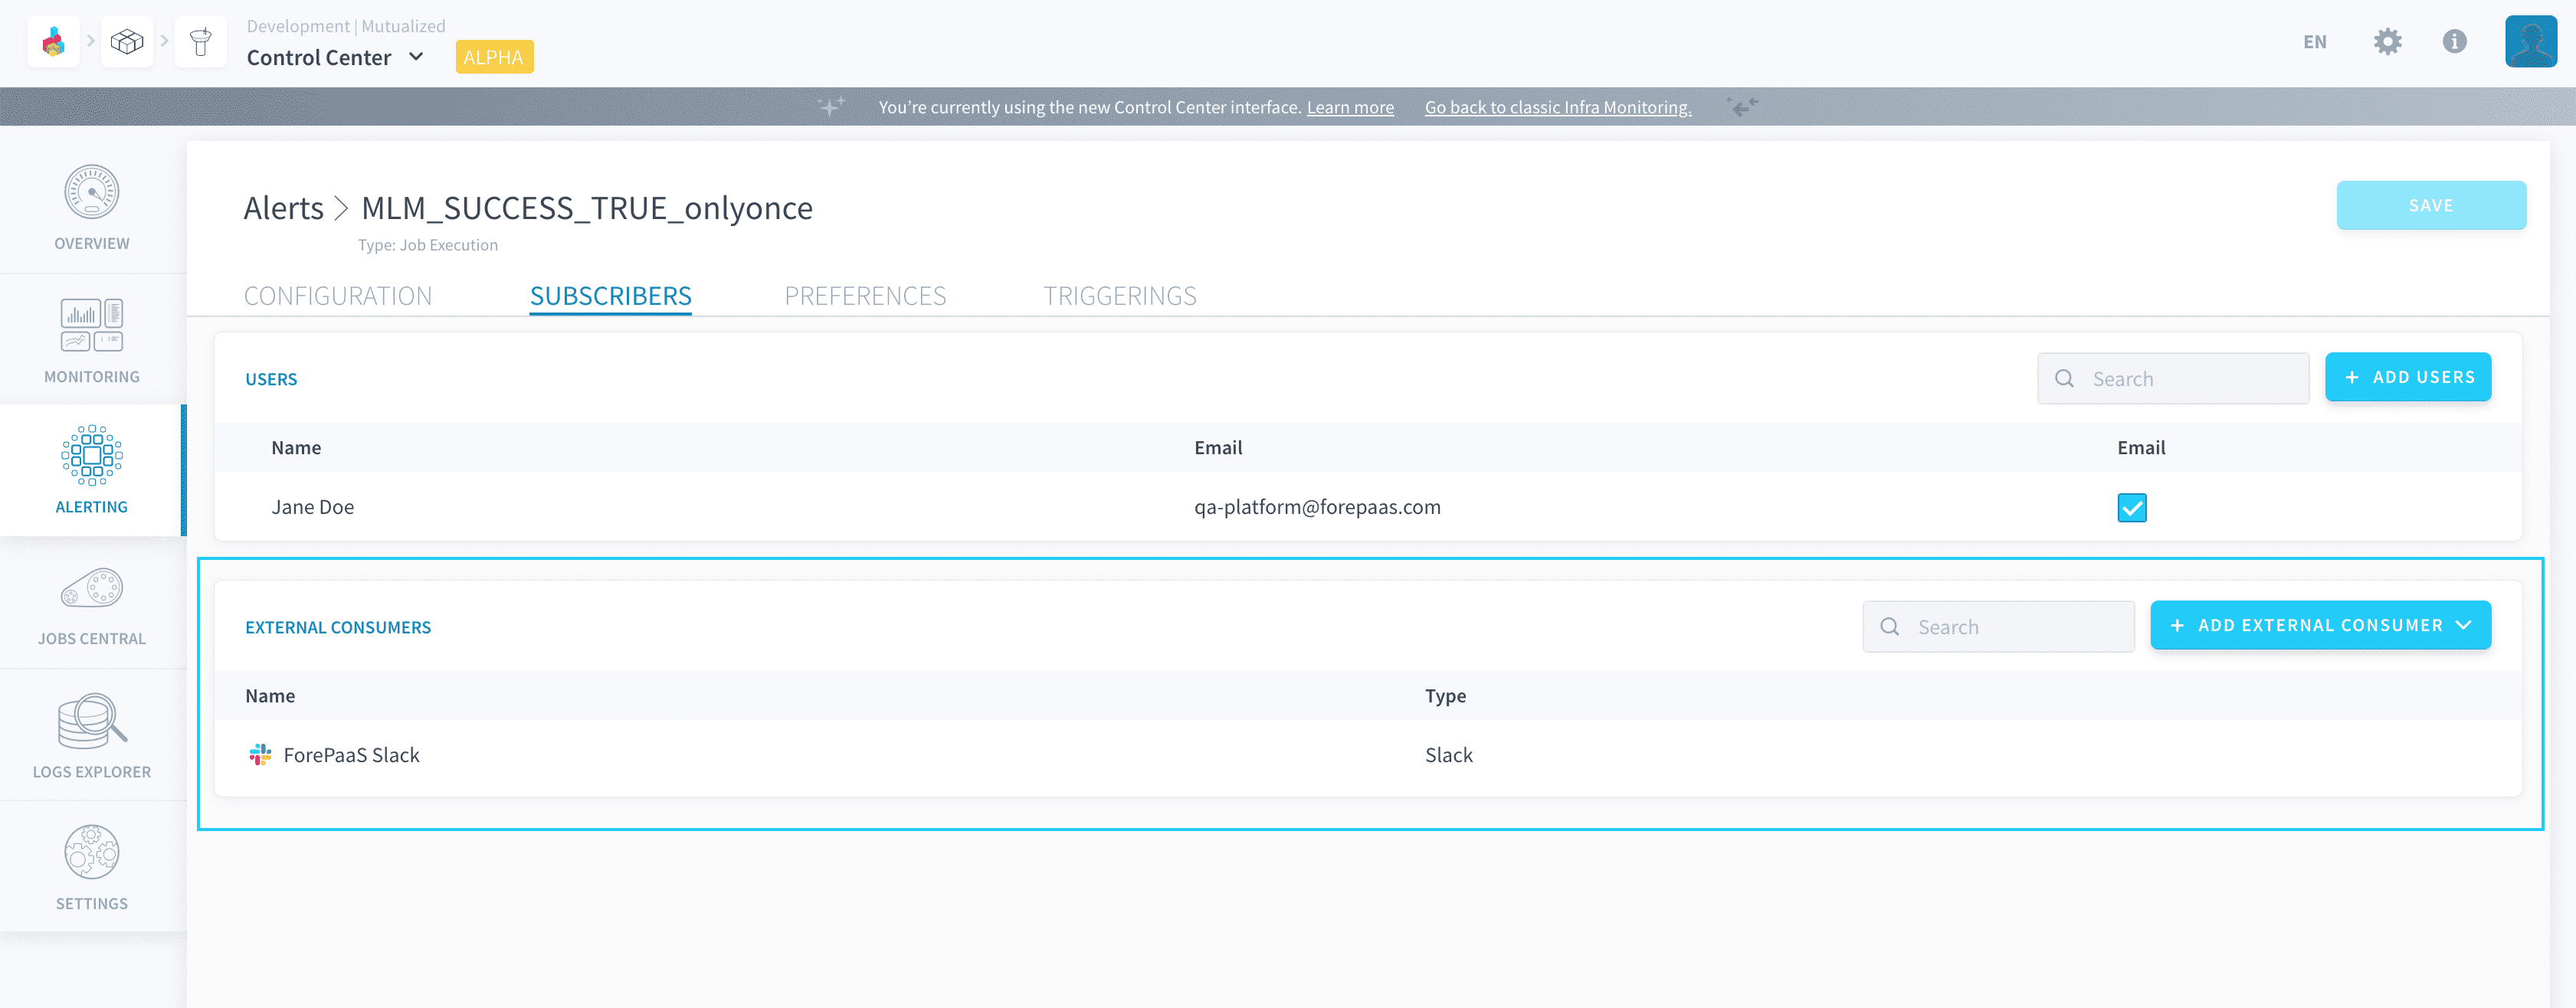 Development | Mutualized
Control Center
ALPHA
EN
You're currently using the new Control Center interface. Learn more Go back to classic Infra Monitoring.
OVERVIEW
MONITORING
ALERTING
JOBS CENTRAL
LOGS EXPLORER
SETTINGS
Alerts > MLM_SUCCESS_TRUE_onlyonce
Type: Job Execution
SAVE
CONFIGURATION SUBSCRIBERS PREFERENCES TRIGGERINGS
USERS
Search
+ ADD USERS
Name Email Email
Jane Doe qa-platform@forepaas.com
EXTERNAL CONSUMERS
Search
+ ADD EXTERNAL CONSUMER
Name Type
ForePaaS Slack Slack